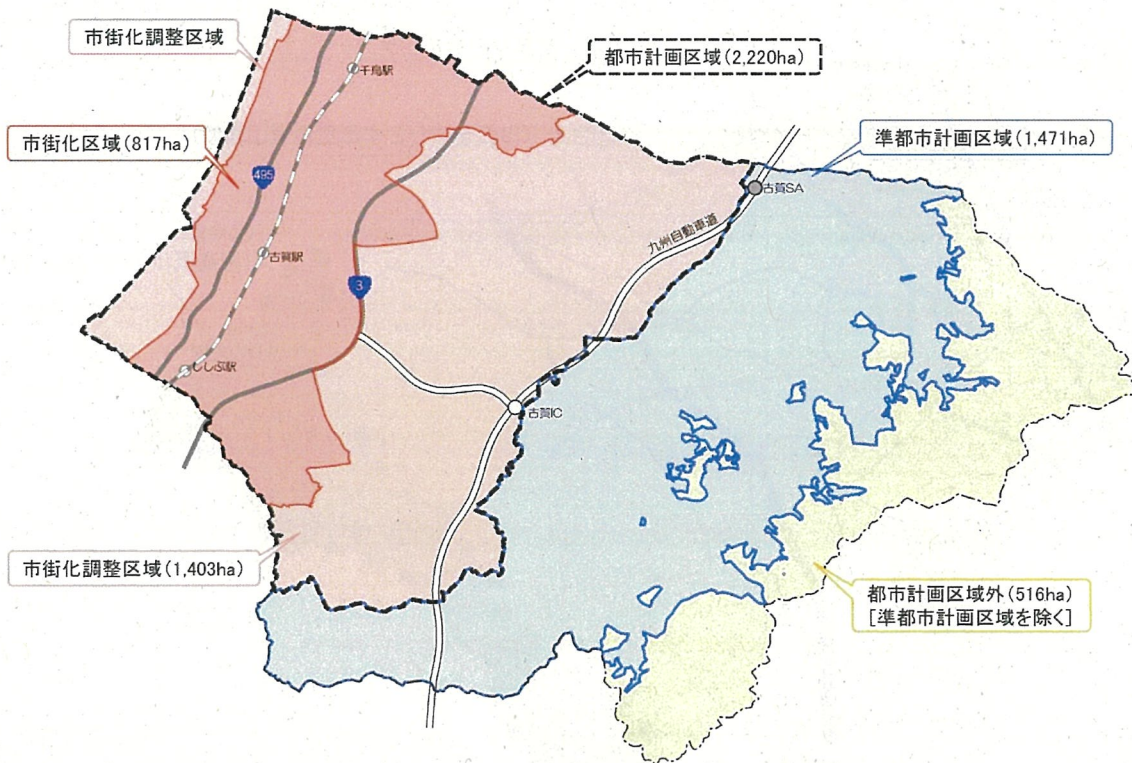 市街化調整区域
千鳥駅
都市計画区域(2,220ha)
市街化区域(817ha)
準都市計画区域(1,471ha)
495
古賀SA
九州自動車道
古賀駅
3
ししぶ駅
古賀IC
市街化調整区域(1,403ha)
都市計画区域外(516ha)
[準都市計画区域を除く]